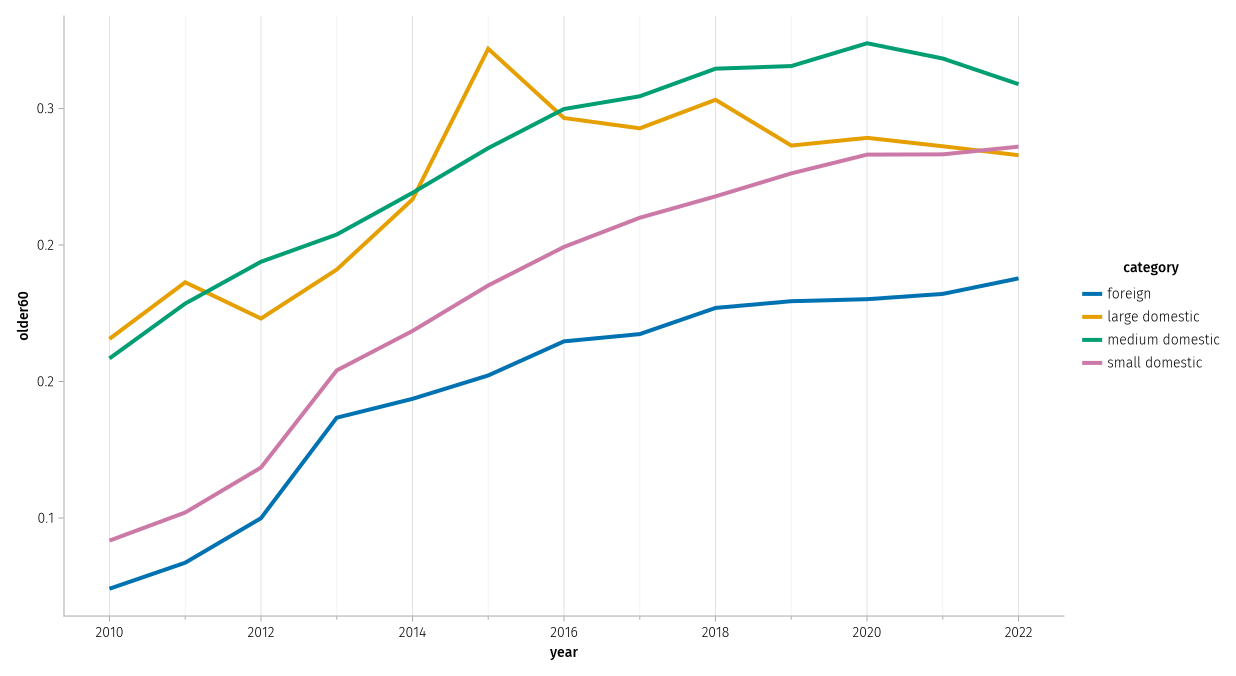 0.3
0.2
0.2
0.1
older60
2010
2012
2014
2016
2018
2020
2022
year
category
foreign
large domestic
medium domestic
small domestic